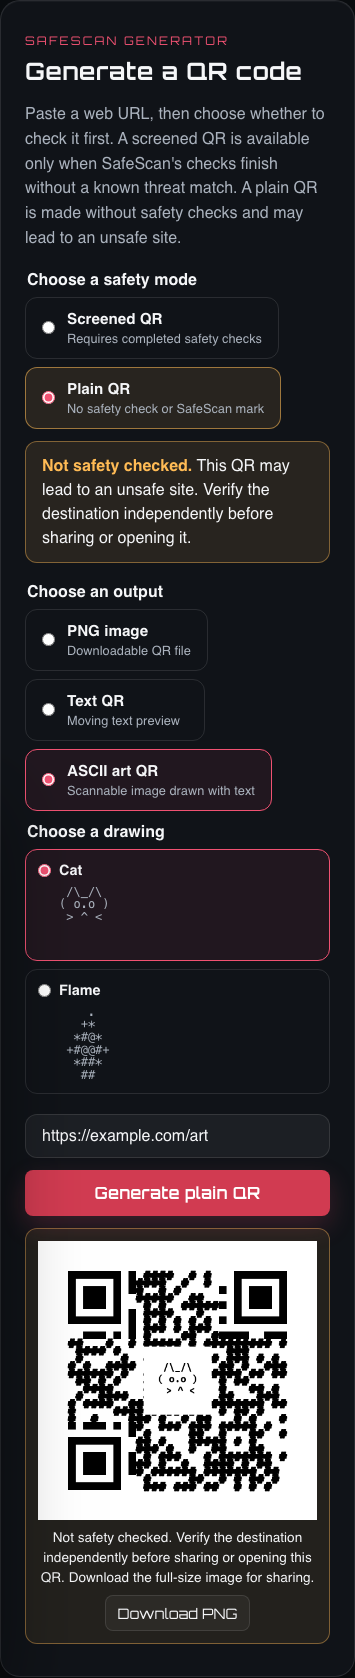 SAFESCAN GENERATOR
Generate a QR code
Paste a web URL, then choose whether to
check it first. A screened QR is available
only when SafeScan's checks finish
without a known threat match. A plain QR
is made without safety checks and may
lead to an unsafe site.
Choose a safety mode
Screened QR
Requires completed safety checks
Plain QR
No safety check or SafeScan mark
Not safety checked. This QR may
lead to an unsafe site. Verify the
destination independently before
sharing or opening it.
Choose an output
PNG image
Downloadable QR file
Text QR
Moving text preview
ASCII art QR
Scannable image drawn with text
Choose a drawing
Cat
/\_/\
( o.o )
> ^ <
Flame
.
+*
*#@*
+#@@#+
*##*
##
https://example.com/art
Generate plain QR
/\_/\
( o.o )
> ^ <
Not safety checked. Verify the destination
independently before sharing or opening this
QR. Download the full-size image for sharing.
Download PNG